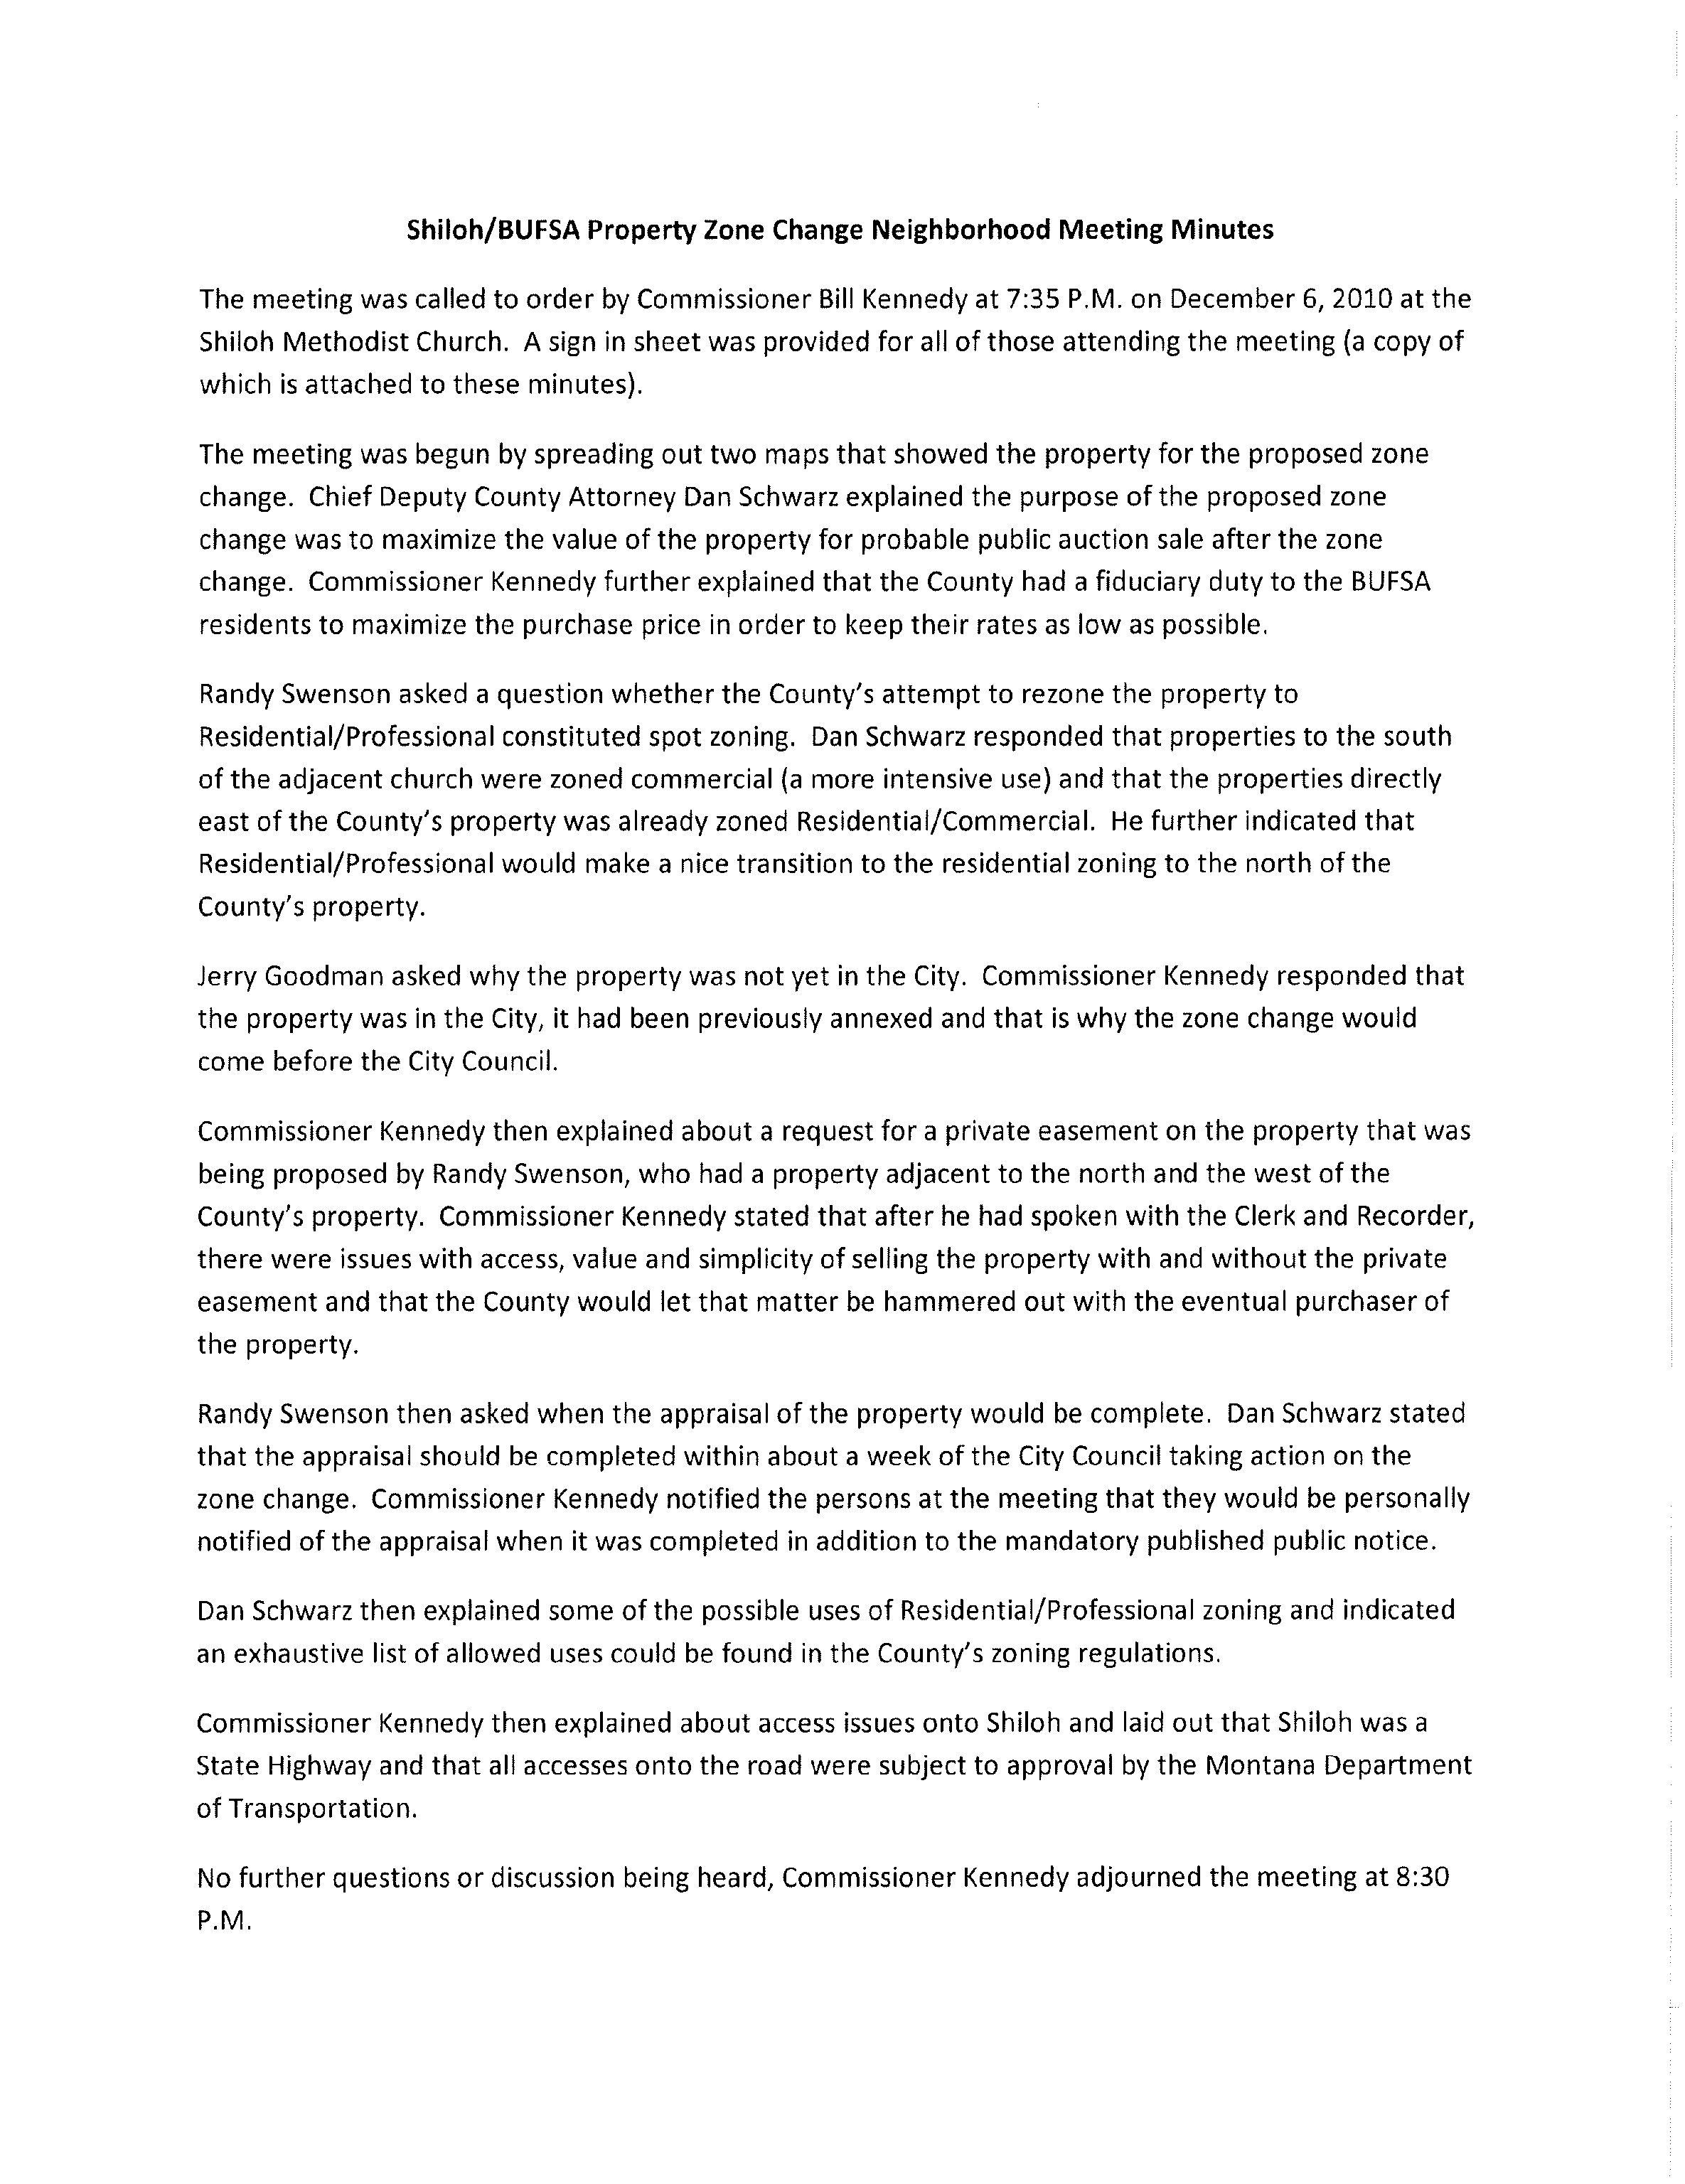 Shiloh/BUFSA Property Zone Change Neighborhood Meeting Minutes
The meeting was called to order by Commissioner Bill Kennedy at 7:35 P.M. on December 6, 2010 at the
Shiloh Methodist Church.  A sign in sheet was provided for all of those attending the meeting (a copy of
which is attached to these minutes).
The meeting was begun by spreading out two maps that showed the property for the proposed zone
change.  Chief Deputy County Attorney Dan Schwarz explained the purpose of the proposed zone
change was to maximize the value of the property for probable public auction sale after the zone
change.  Commissioner Kennedy further explained that the County had a fiduciary duty to the BUFSA
residents to maximize the purchase price in order to keep their rates as low as possible.
Randy Swenson asked a question whether the County's attempt to rezone the property to
Residential/Professional constituted spot zoning.  Dan Schwarz responded that properties to the south
of the adjacent church were zoned commercial (a more intensive use) and that the properties directly
east of the County's property was already zoned Residential/Commercial.  He further indicated that
Residential/Professional would make a nice transition to the residential zoning to the north of the
County's property.
Jerry Goodman asked why the property was not yet in the City.  Commissioner Kennedy responded that
the property was in the City, it had been previously annexed and that is why the zone change would
come before the City Council.
Commissioner Kennedy then explained about a request for a private easement on the property that was
being proposed by Randy Swenson, who had a property adjacent to the north and the west of the
County's property.  Commissioner Kennedy stated that after he had spoken with the Clerk and Recorder,
there were issues with access, value and simplicity of selling the property with and without the private
easement and that the County would let that matter be hammered out with the eventual purchaser of
the property.
Randy Swenson then asked when the appraisal of the property would be complete.  Dan Schwarz stated
that the appraisal should be completed within about a week of the City Council taking action on the
zone change.  Commissioner Kennedy notified the persons at the meeting that they would be personally
notified of the appraisal when it was completed in addition to the mandatory published public notice.
Dan Schwarz then explained some of the possible uses of Residential/Professional zoning and indicated
an exhaustive list of allowed uses could be found in the County's zoning regulations.
Commissioner Kennedy then explained about access issues onto Shiloh and laid out that Shiloh was a
State Highway and that all accesses onto the road were subject to approval by the Montana Department
of Transportation.
No further questions or discussion being heard, Commissioner Kennedy adjourned the meeting at 8:30
P.M.